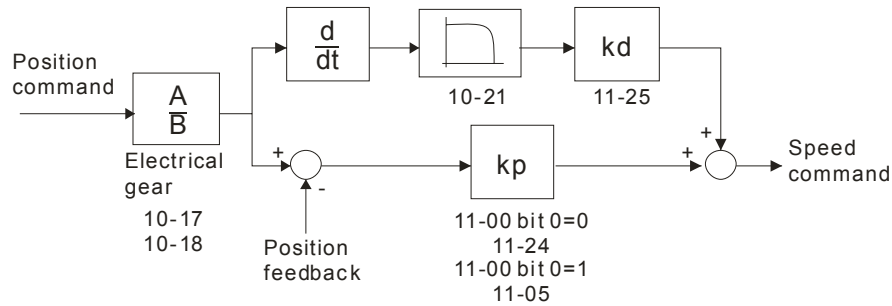 Position
command
A
B
Electrical
gear
10-17
10-18
d
dt
10-21
kd
11-25
+
-
Position
feedback
kp
11-00 bit 0=0
11-24
11-00 bit 0=1
11-05
+
+
Speed
command